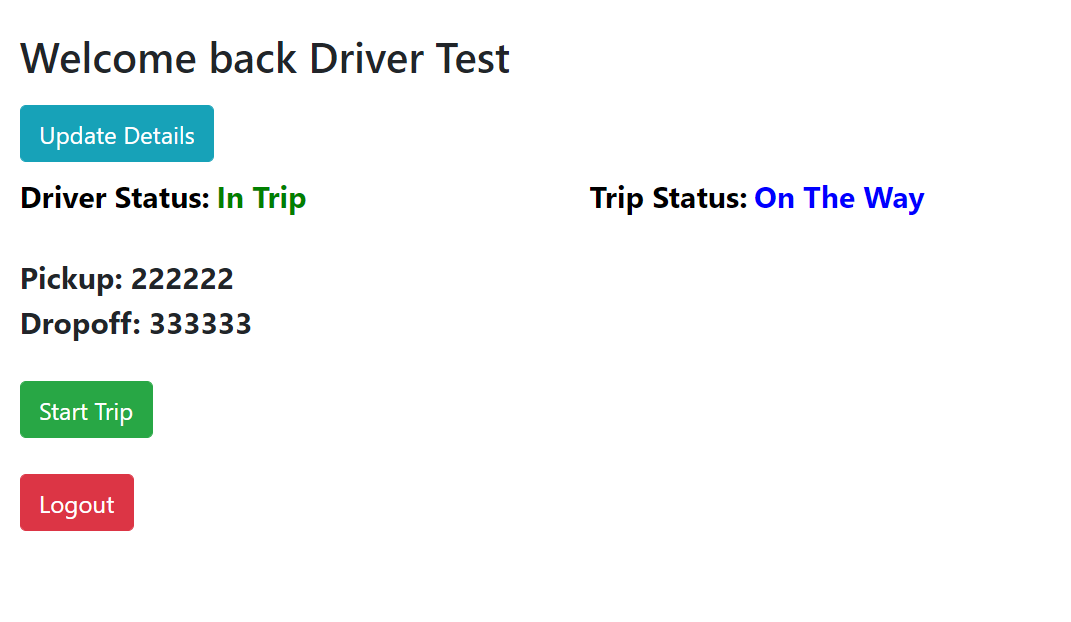 Welcome back Driver Test
Update Details
Driver Status: In Trip
Trip Status: On The Way
Pickup: 222222
Dropoff: 333333
Start Trip
Logout